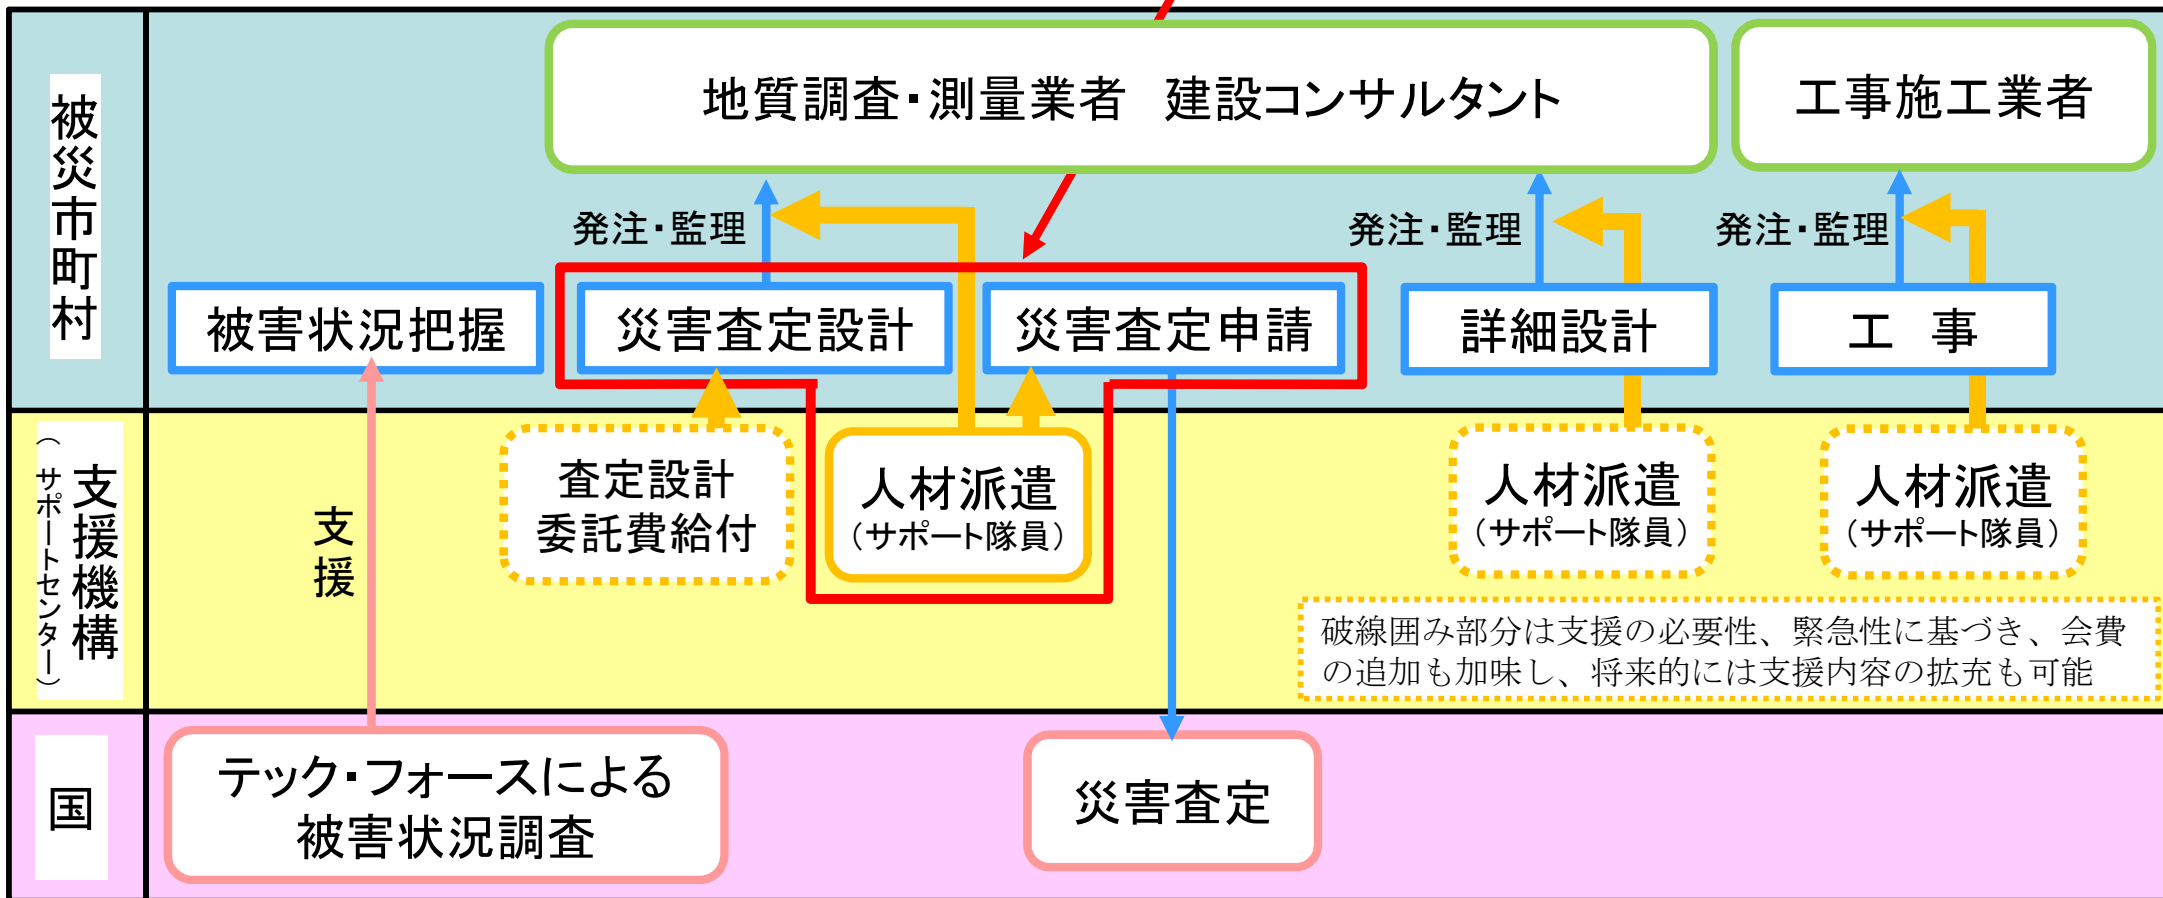 被災市町村
地質調査・測量業者　建設コンサルタント
工事施工業者
発注・監理
発注・監理
発注・監理
被害状況把握
災害査定設計
災害査定申請
詳細設計
工　事
支援機構
（サポートセンター）
支援
査定設計
委託費給付
人材派遣
（サポート隊員）
人材派遣
（サポート隊員）
人材派遣
（サポート隊員）
破線囲み部分は支援の必要性、緊急性に基づき、会費
の追加も加味し、将来的には支援内容の拡充も可能
国
テック・フォースによる
被害状況調査
災害査定